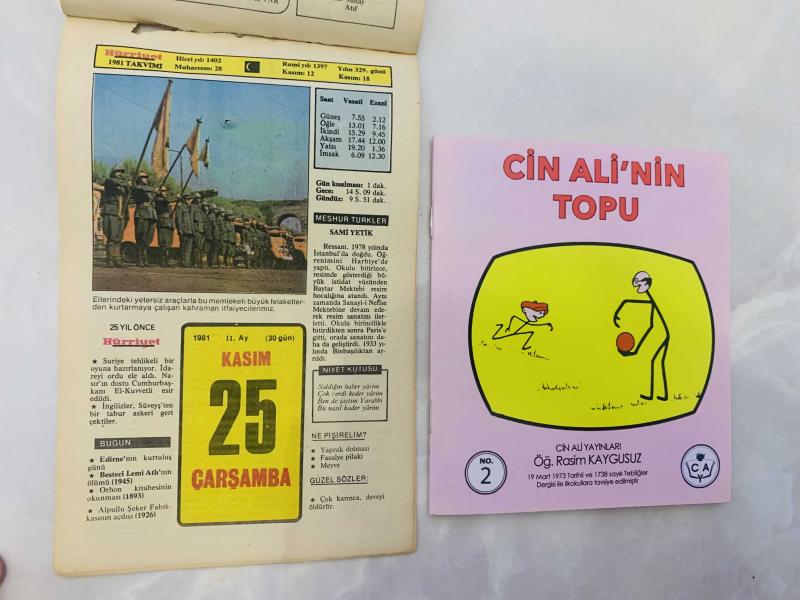 Atıf
Hürriyet
1981 TAKVİMİ
Hicri yıl: 1402
Muharrem: 28
Rumi yıl: 1397
Kasım: 12
Yılın 329. günü
Kasım: 18
Saat Vasati Ezanî
Güneş 7.55 2.12
Öğle 13.01 7.16
İkindi 15.29 9.45
Akşam 17.44 12.00
Yatsı 19.20 1.36
İmsak 6.09 12.30
Gün kısalması: 1 dak.
Gece: 14 S. 09 dak.
Gündüz: 9 S. 51 dak.
MEŞHUR TÜRKLER
SAMİ YETİK
Ressam. 1978 yılında
İstanbul'da doğdu. Öğ-
renimini Harbiye'de
yaptı. Okulu bitirince,
resimde gösterdiği bü-
yük istidat yüzünden
Baytar Mektebi resim
hocalığına atandı. Aynı
zamanda Sanayi-i Nefise
Mektebine devam ede-
rek resim sanatını iler-
letti. Okulu birincilikle
bitirdikten sonra Paris'e
gitti, orada sanatını daha
da geliştirdi. 1933 yı-
lında Binbaşılıktan ay-
rıldı.
NİYET KUTUSU
Saldığın haber yârim
Çok verdi keder yârim
Ben de şaştım Yarabbi
Bu nasıl kader yârim
NE PİŞİRELİM?
★ Yaprak dolması
★ Fasulye pilaki
★ Meyve
GÜZEL SÖZLER:
★ Çok karınca, deveyi
öldürür.
Ellerindeki yetersiz araçlarla bu memleketi büyük felaketler-
den kurtarmaya çalışan kahraman itfaiyecilerimiz.
25 YIL ÖNCE
Hürriyet
★ Suriye tehlikeli bir
oyuna hazırlanıyor. İda-
reyi ordu ele aldı. Na-
sır'ın dostu Cumhurbaş-
kanı El-Kuvvetli esir
edildi.
★ İngilizler, Süveyş'ten
bir tabur askeri geri
çektiler.
BUGÜN
★ Edirne'nin kurtuluş
günü
★ Besteci Lemi Atlı'nın
ölümü (1945)
★ Orhon kitabesinin
okunması (1893)
★ Alpullu Şeker Fabri-
kasının açılışı (1926)
1981 11. Ay (30 gün)
KASIM
25
ÇARŞAMBA
CİN ALİ'NİN
TOPU
CİN ALİ YAYINLARI
Öğ. Rasim KAYGUSUZ
19 Mart 1973 Tarihli ve 1738 sayılı Tebliğler
Dergisi ile ilkokullara tavsiye edilmiştir
NO.
2
C A
Y